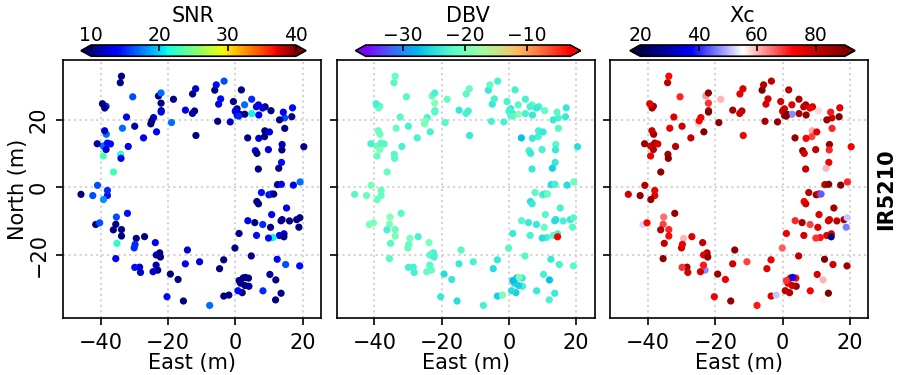 SNR DBV Xc
10 20 30 40 −30 −20 −10 20 40 60 80
North (m)
20
0
−20
−40 −20 0 20 −40 −20 0 20 −40 −20 0 20
East (m) East (m) East (m)
IR5210